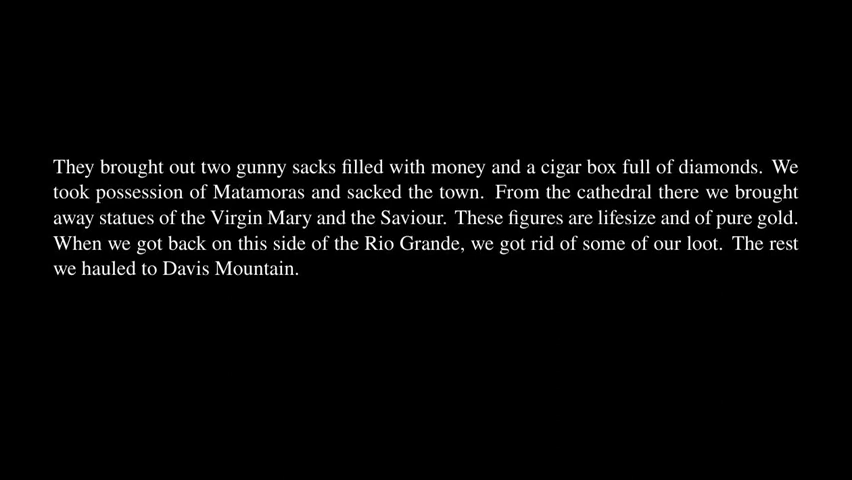 They brought out two gunny sacks filled with money and a cigar box full of diamonds. We
took possession of Matamoras and sacked the town. From the cathedral there we brought
away statues of the Virgin Mary and the Saviour. These figures are lifesize and of pure gold.
When we got back on this side of the Rio Grande, we got rid of some of our loot. The rest
we hauled to Davis Mountain.